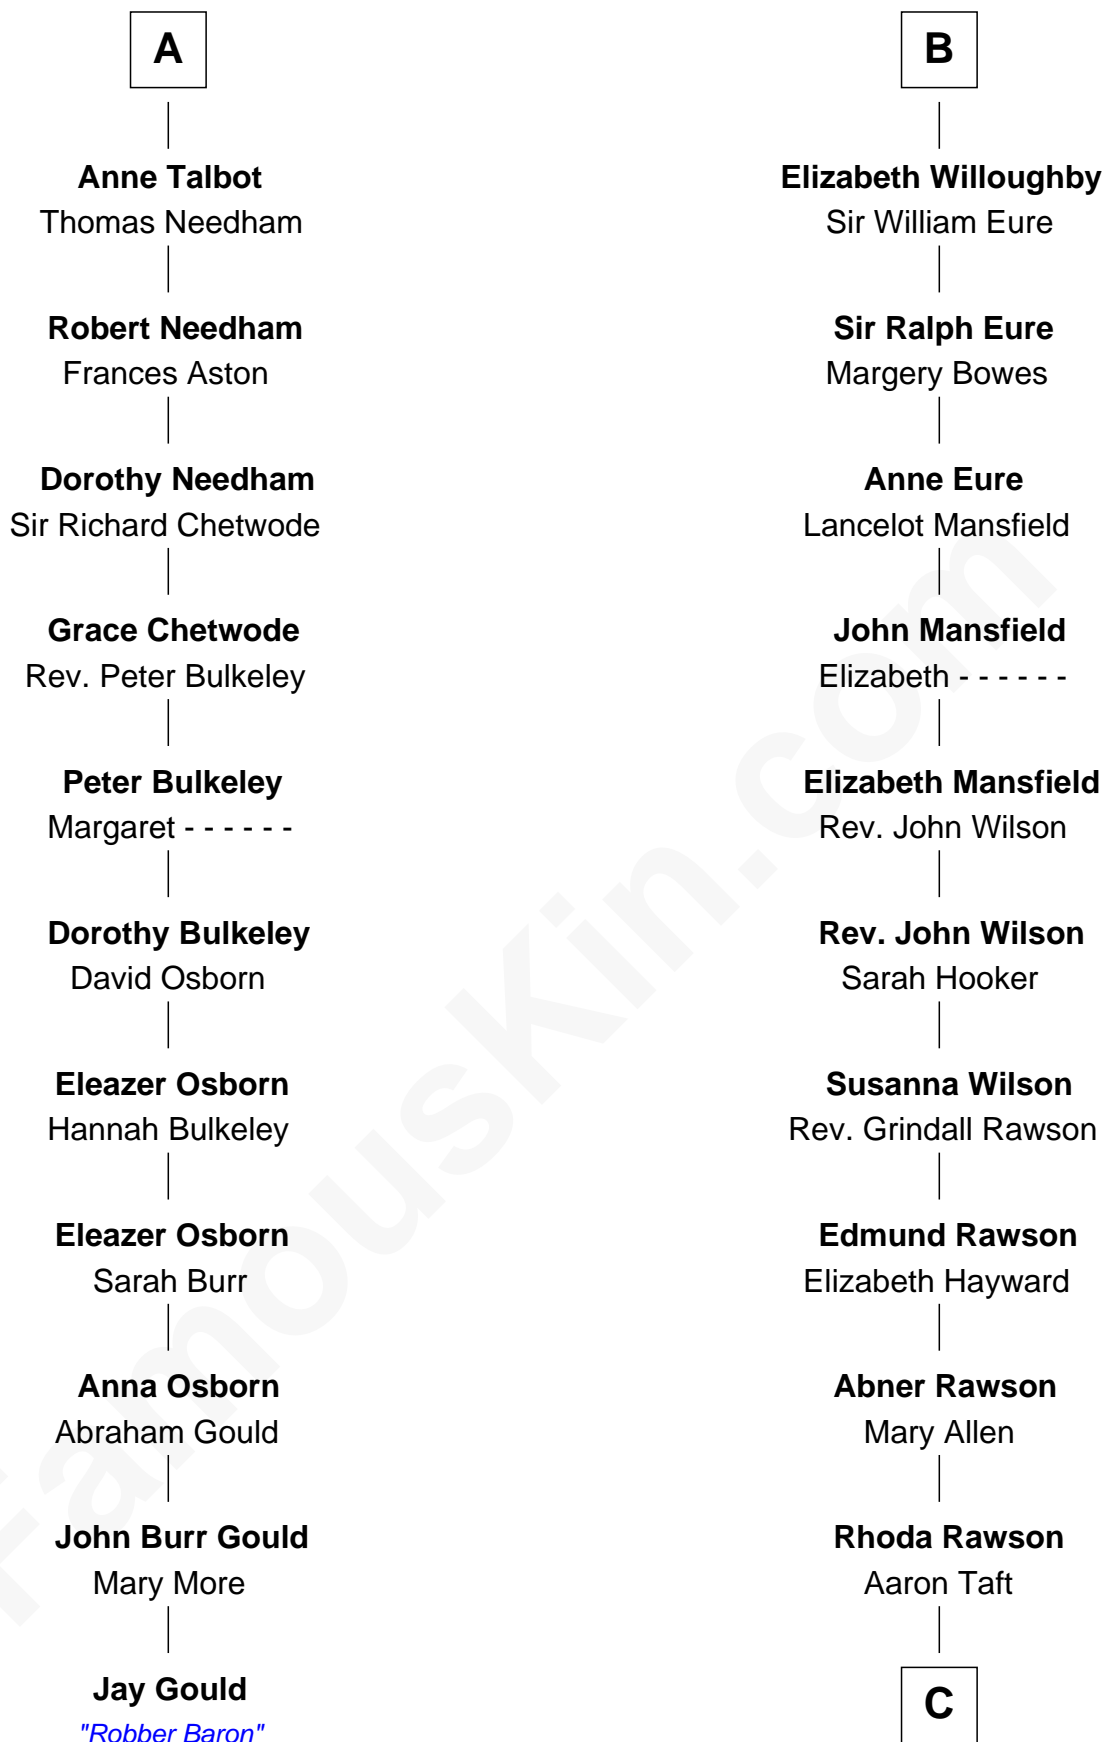 A
Anne Talbot
Thomas Needham
Robert Needham
Frances Aston
Dorothy Needham
Sir Richard Chetwode
Grace Chetwode
Rev. Peter Bulkeley
Peter Bulkeley
Margaret - - - - - -
Dorothy Bulkeley
David Osborn
Eleazer Osborn
Hannah Bulkeley
Eleazer Osborn
Sarah Burr
Anna Osborn
Abraham Gould
John Burr Gould
Mary More
Jay Gould
"Robber Baron"
B
Elizabeth Willoughby
Sir William Eure
Sir Ralph Eure
Margery Bowes
Anne Eure
Lancelot Mansfield
John Mansfield
Elizabeth - - - - - -
Elizabeth Mansfield
Rev. John Wilson
Rev. John Wilson
Sarah Hooker
Susanna Wilson
Rev. Grindall Rawson
Edmund Rawson
Elizabeth Hayward
Abner Rawson
Mary Allen
Rhoda Rawson
Aaron Taft
C
FamousKin.com